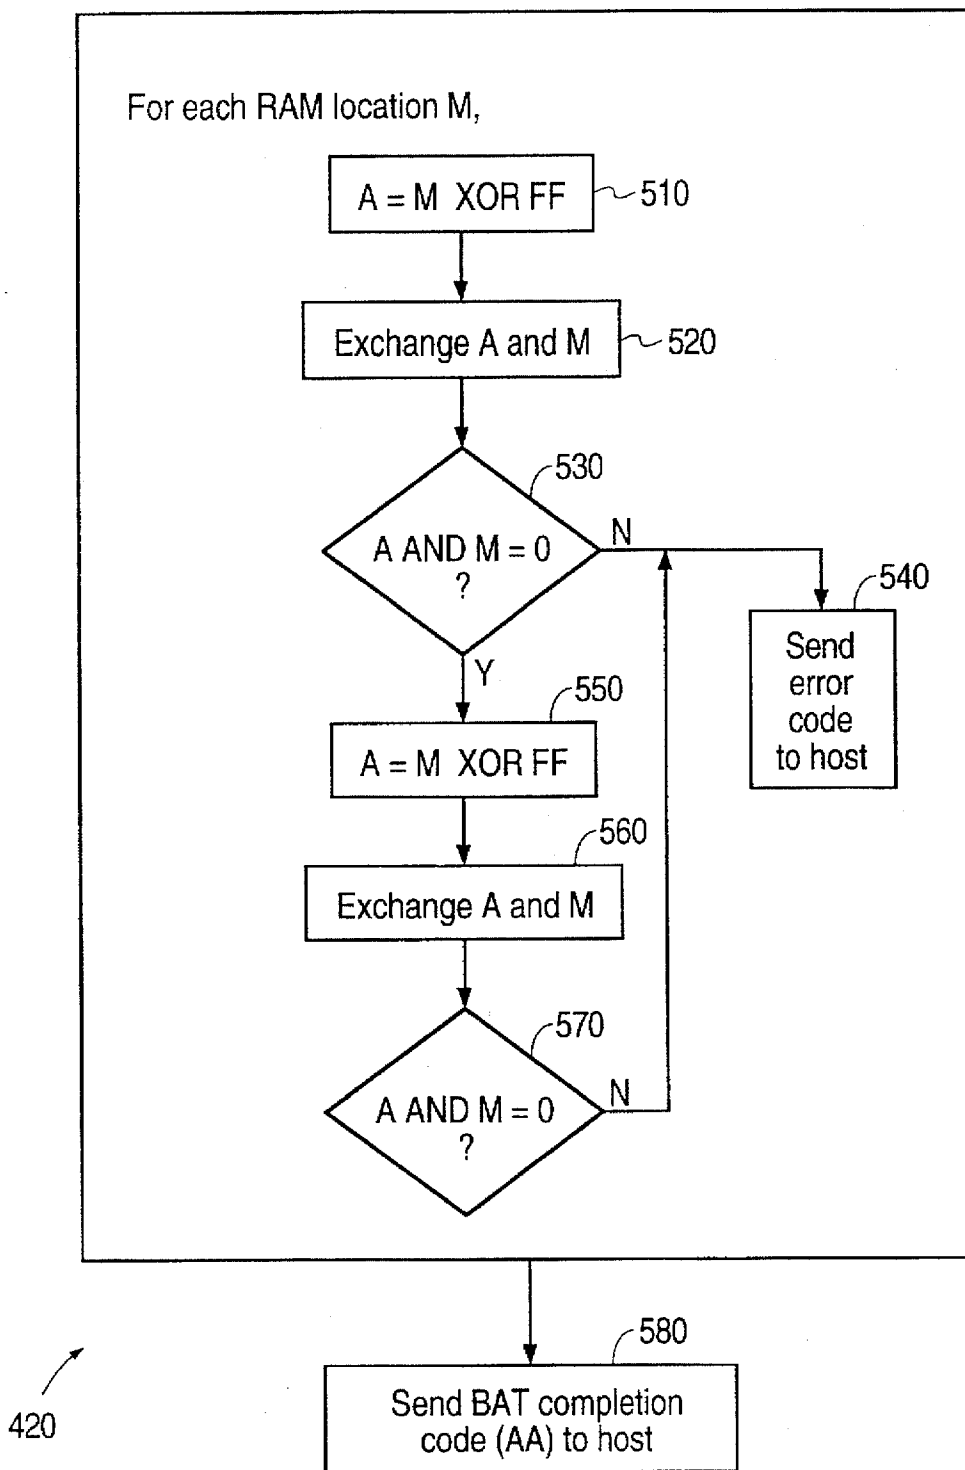 For each RAM location M,
A = M XOR FF
510
Exchange A and M
520
530
A AND M = 0
?
N
Y
540
Send
error
code
to host
550
A = M XOR FF
560
Exchange A and M
570
A AND M = 0
?
N
580
Send BAT completion
code (AA) to host
420